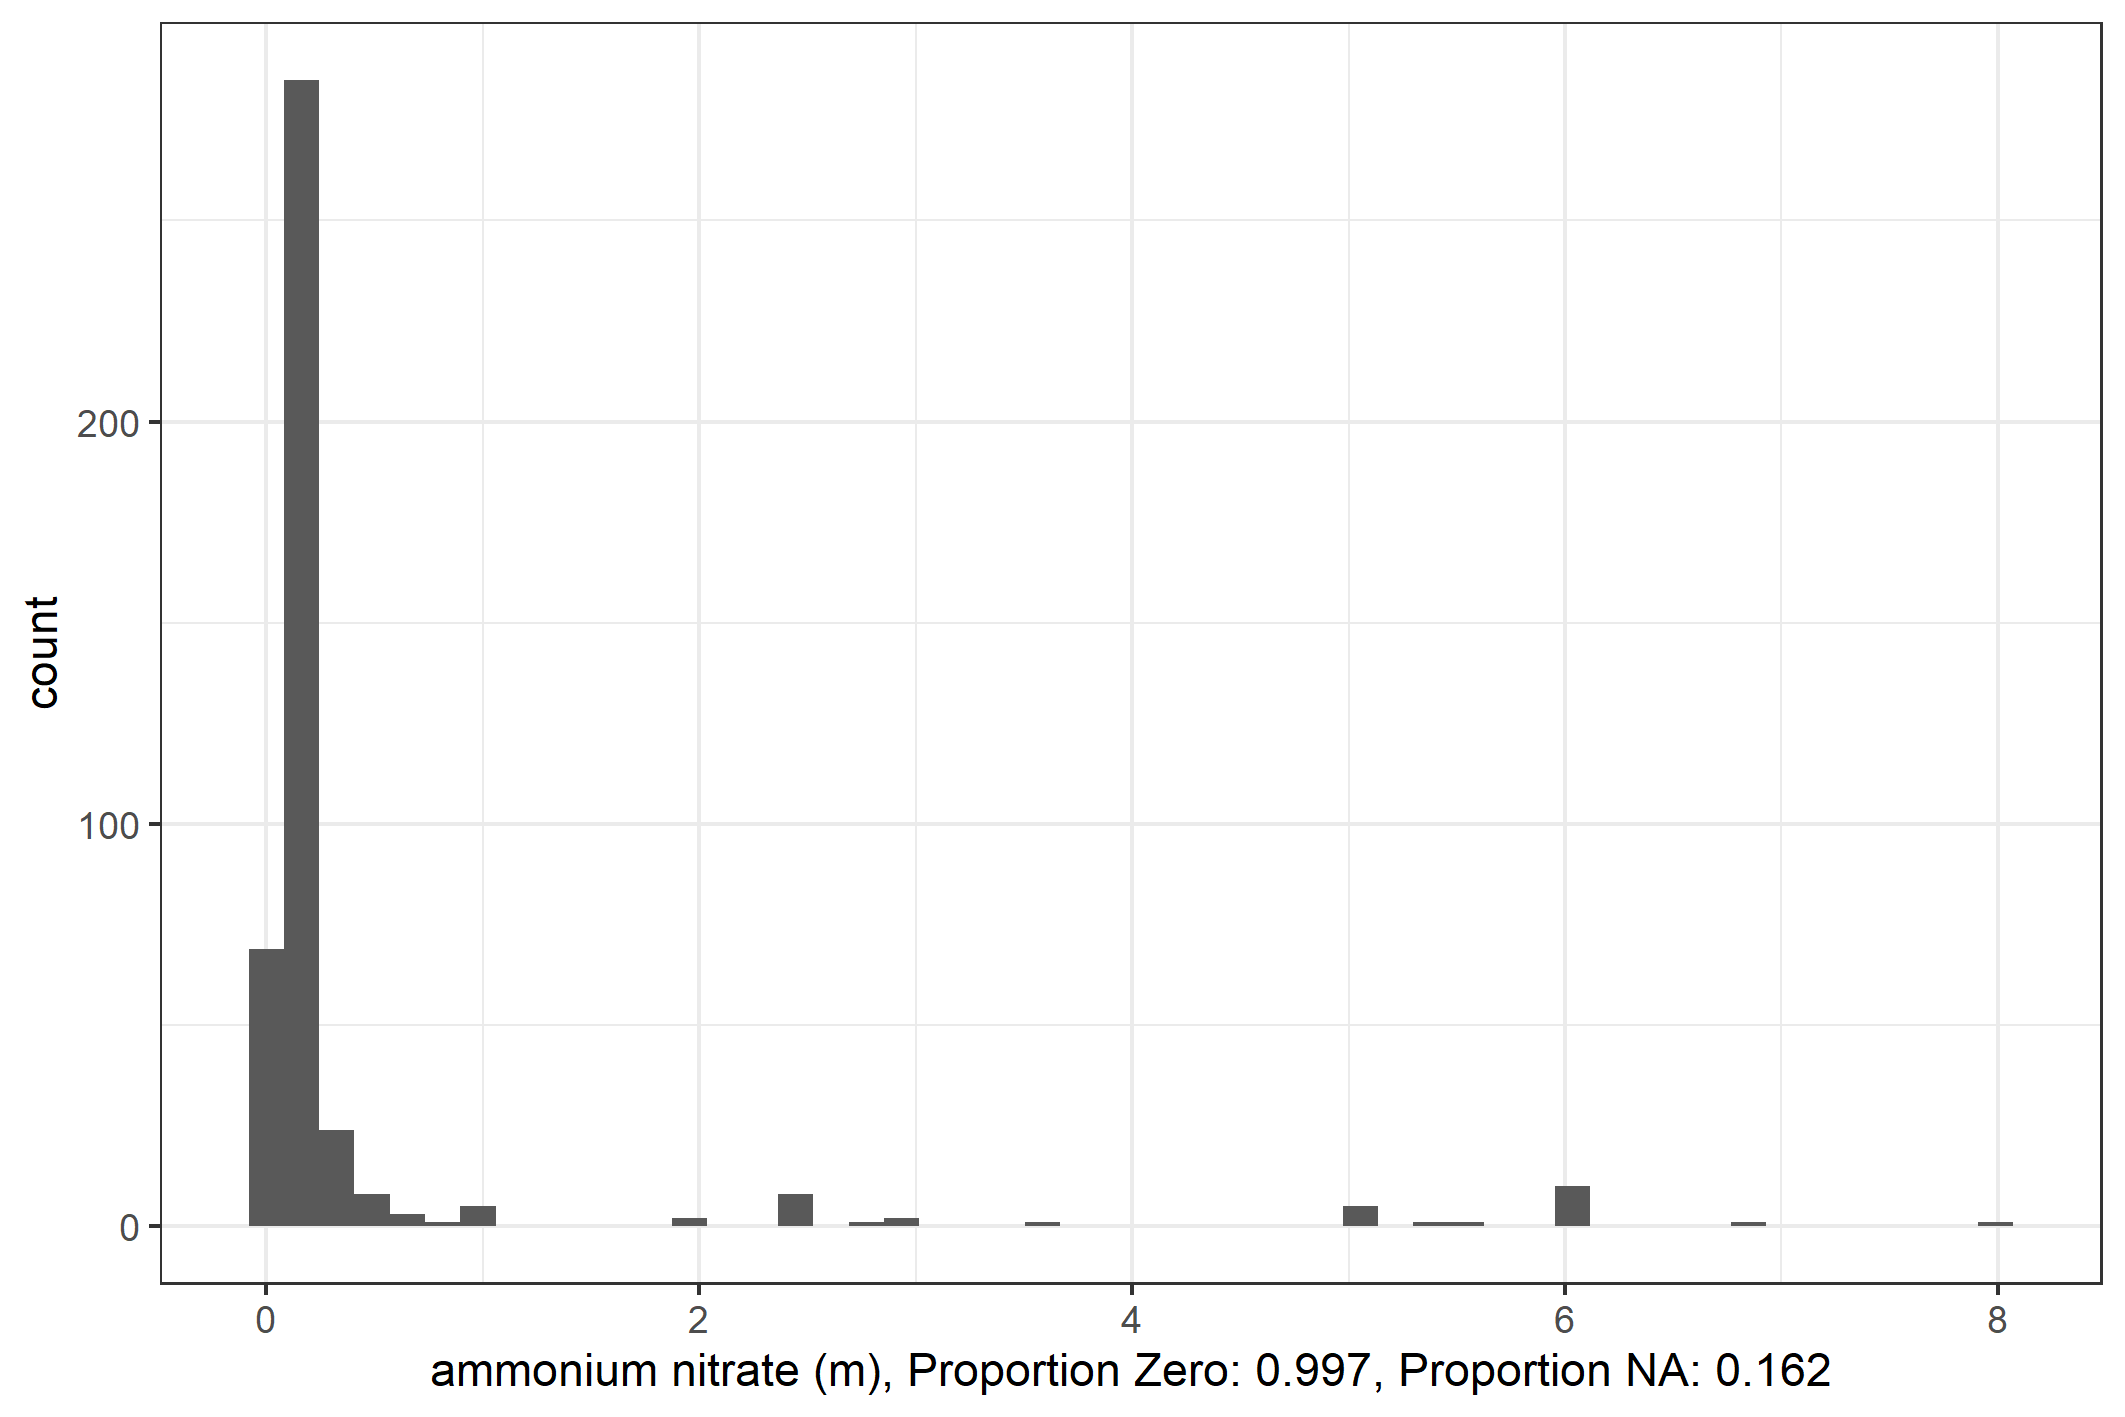 count
200
100
0
0 2 4 6 8
ammonium nitrate (m), Proportion Zero: 0.997, Proportion NA: 0.162